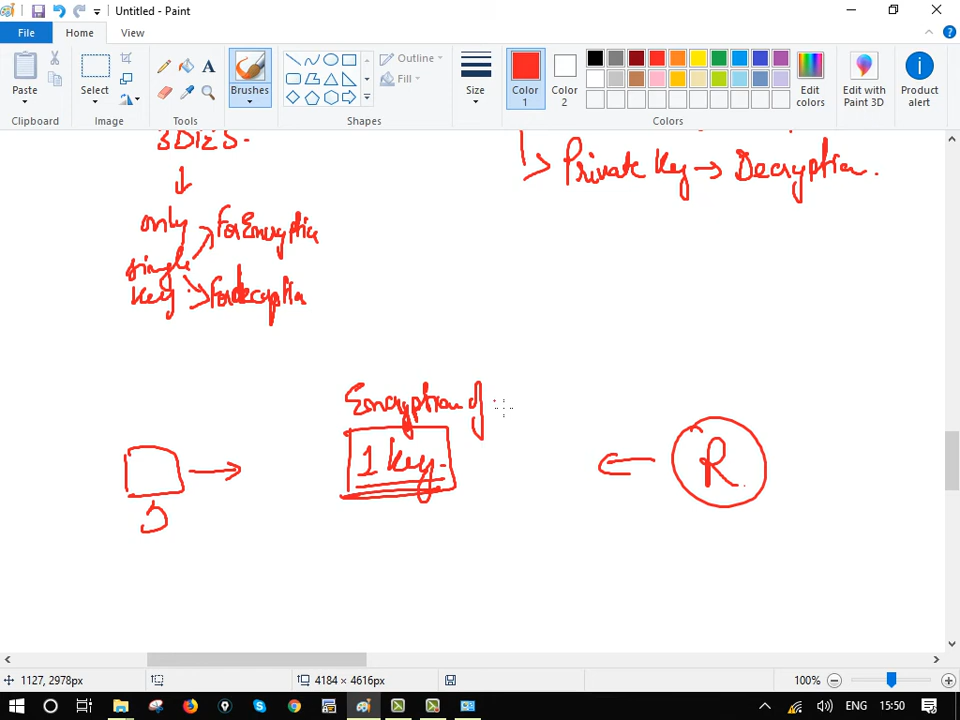 Untitled - Paint
File
Home
View
Paste
Clipboard
Select
Image
A
Tools
Brushes
Outline
Fill
Shapes
Size
Color
1
Color
2
Edit
colors
Colors
Edit with
Paint 3D
Product
alert
3DES.
Private Key → Decryption.
only
single
key
For Encryption
For decryption
Encryption of
1 key.
S
R
1127, 2978px
4184 × 4616px
100%
ENG
15:50